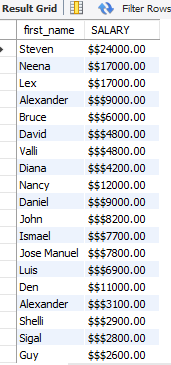 Result Grid Filter Rows
first_name SALARY
Steven $$24000.00
Neena $$17000.00
Lex $$17000.00
Alexander $$$9000.00
Bruce $$$6000.00
David $$$4800.00
Valli $$$4800.00
Diana $$$4200.00
Nancy $$12000.00
Daniel $$$9000.00
John $$$8200.00
Ismael $$$7700.00
Jose Manuel $$$7800.00
Luis $$$6900.00
Den $$11000.00
Alexander $$$3100.00
Shelli $$$2900.00
Sigal $$$2800.00
Guy $$$2600.00